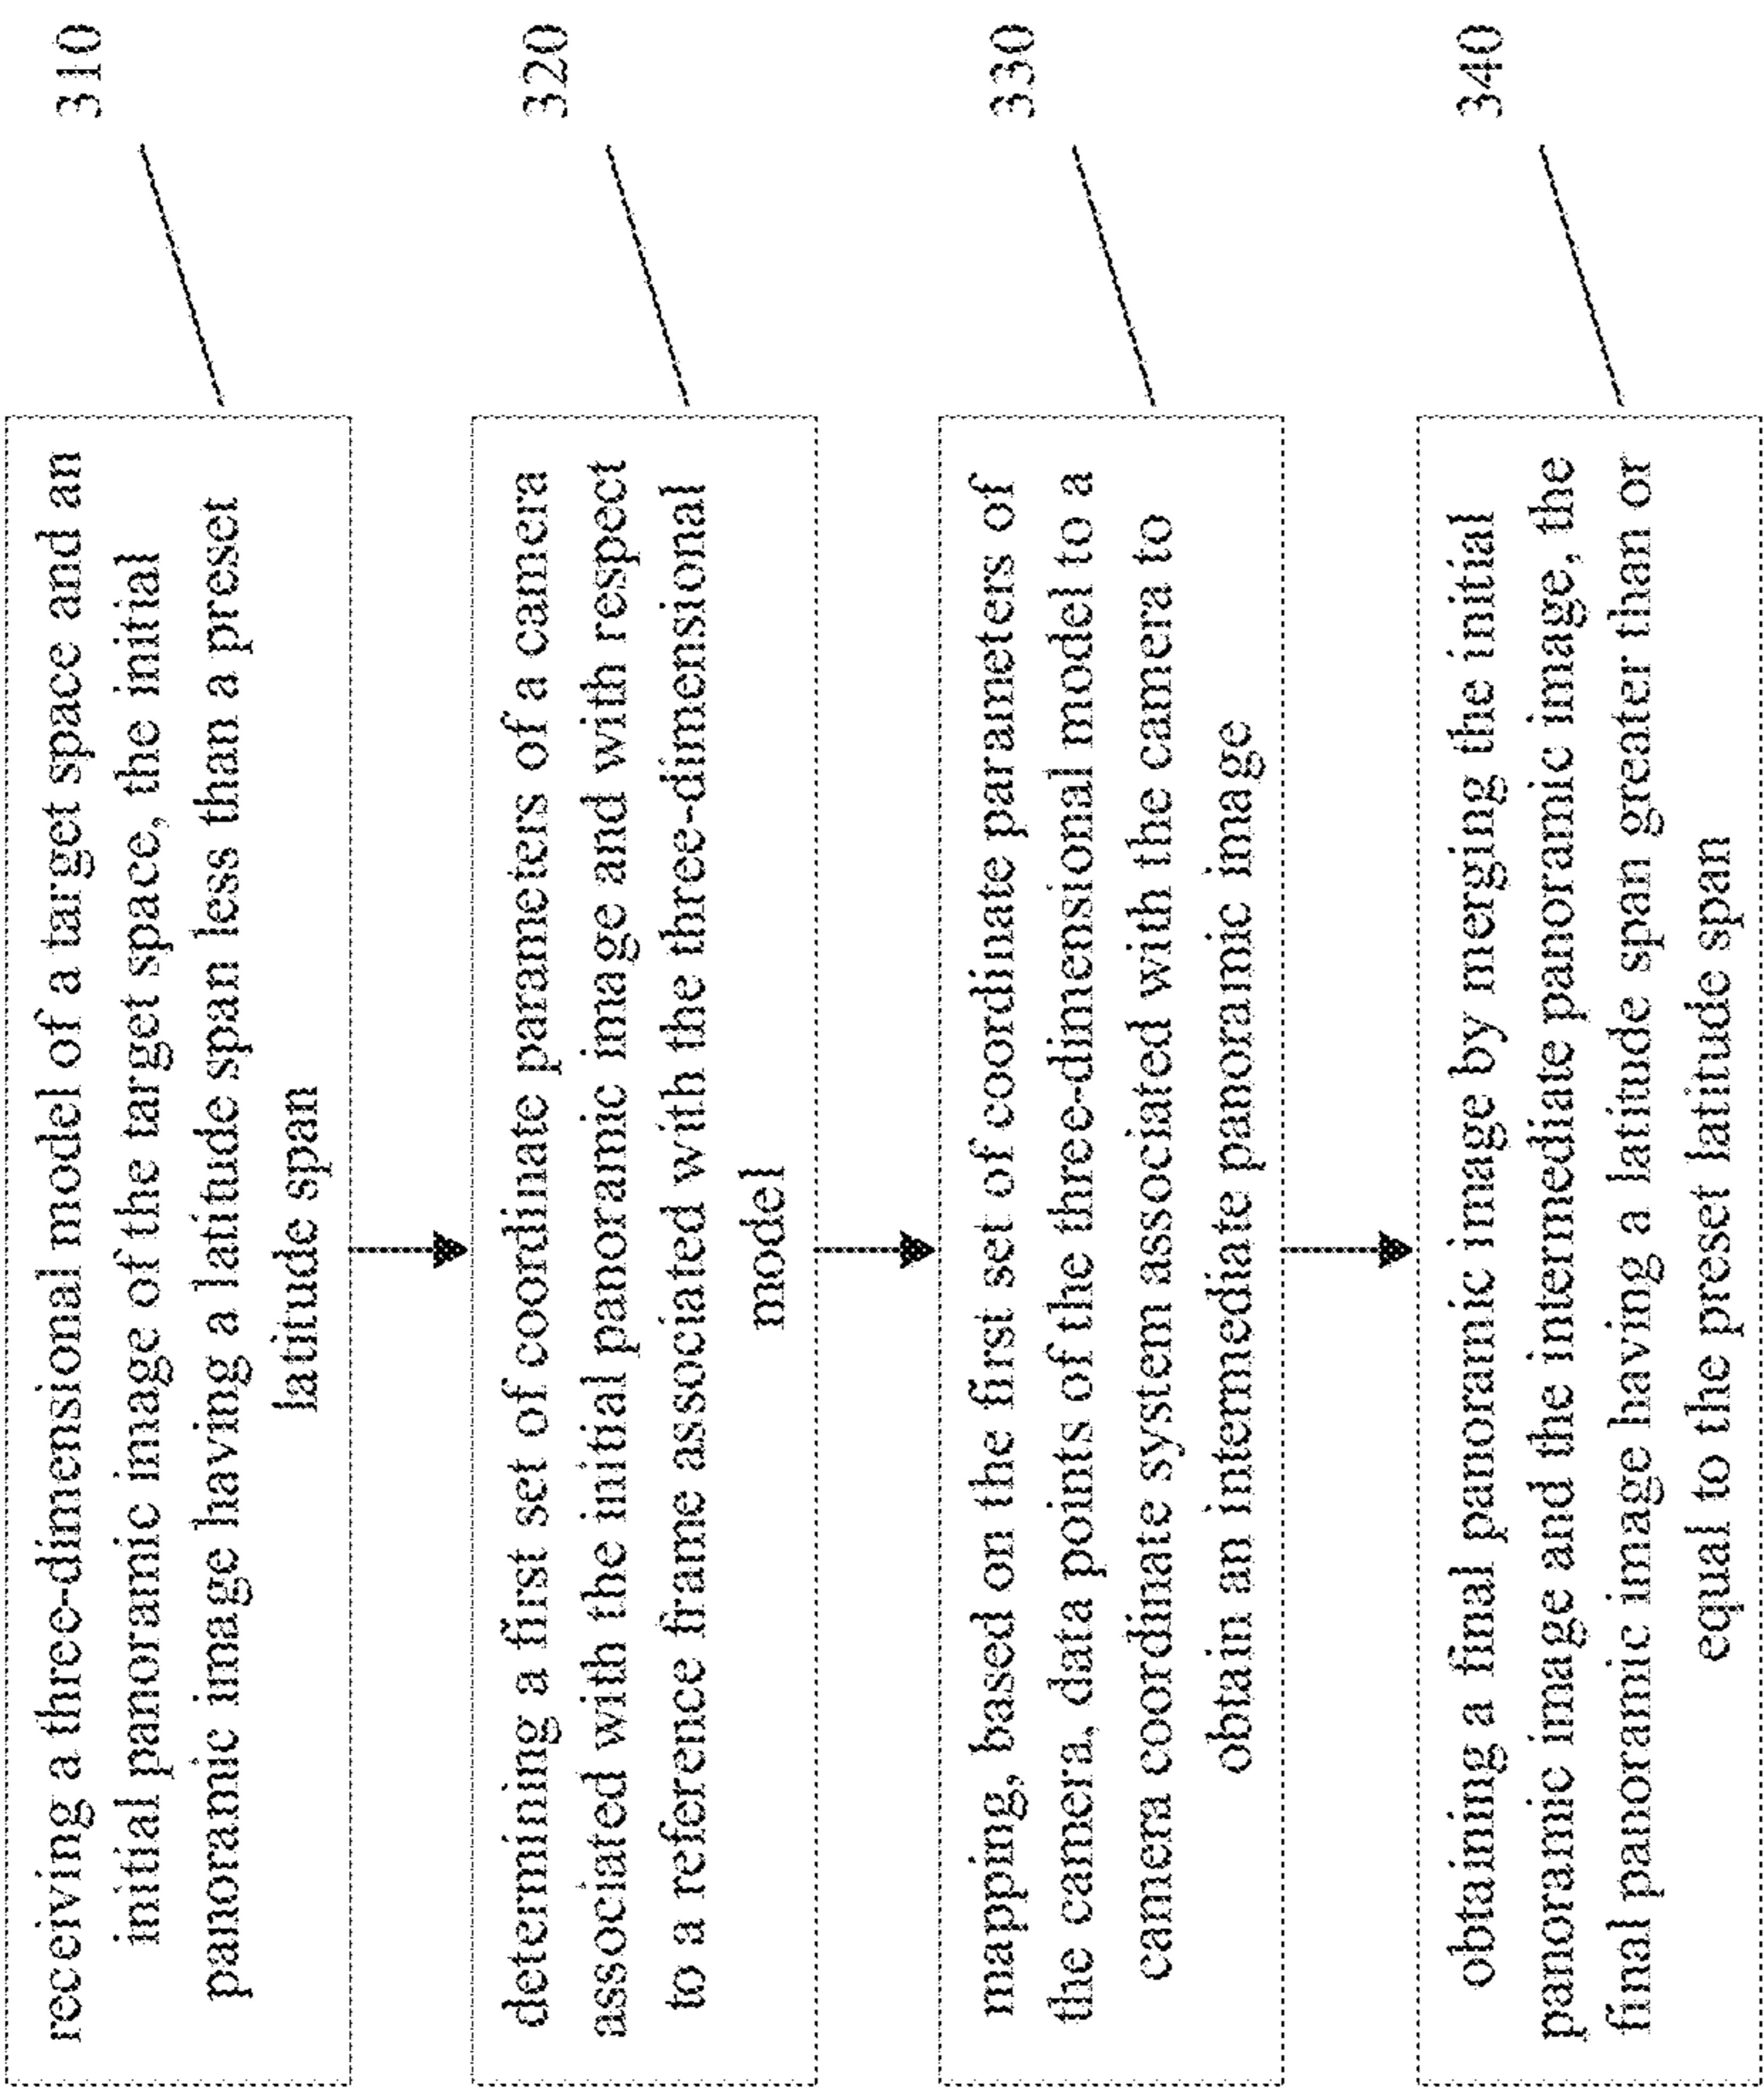 receiving a three-dimensional model of a target space and an
initial panoramic image of the target space, the initial
panoramic image having a latitude span less than a preset
latitude span
310
determining a first set of coordinate parameters of a camera
associated with the initial panoramic image and with respect
to a reference frame associated with the three-dimensional
model
320
mapping, based on the first set of coordinate parameters of
the camera, data points of the three-dimensional model to a
camera coordinate system associated with the camera to
obtain an intermediate panoramic image
330
obtaining a final panoramic image by merging the initial
panoramic image and the intermediate panoramic image, the
final panoramic image having a latitude span greater than or
equal to the preset latitude span
340